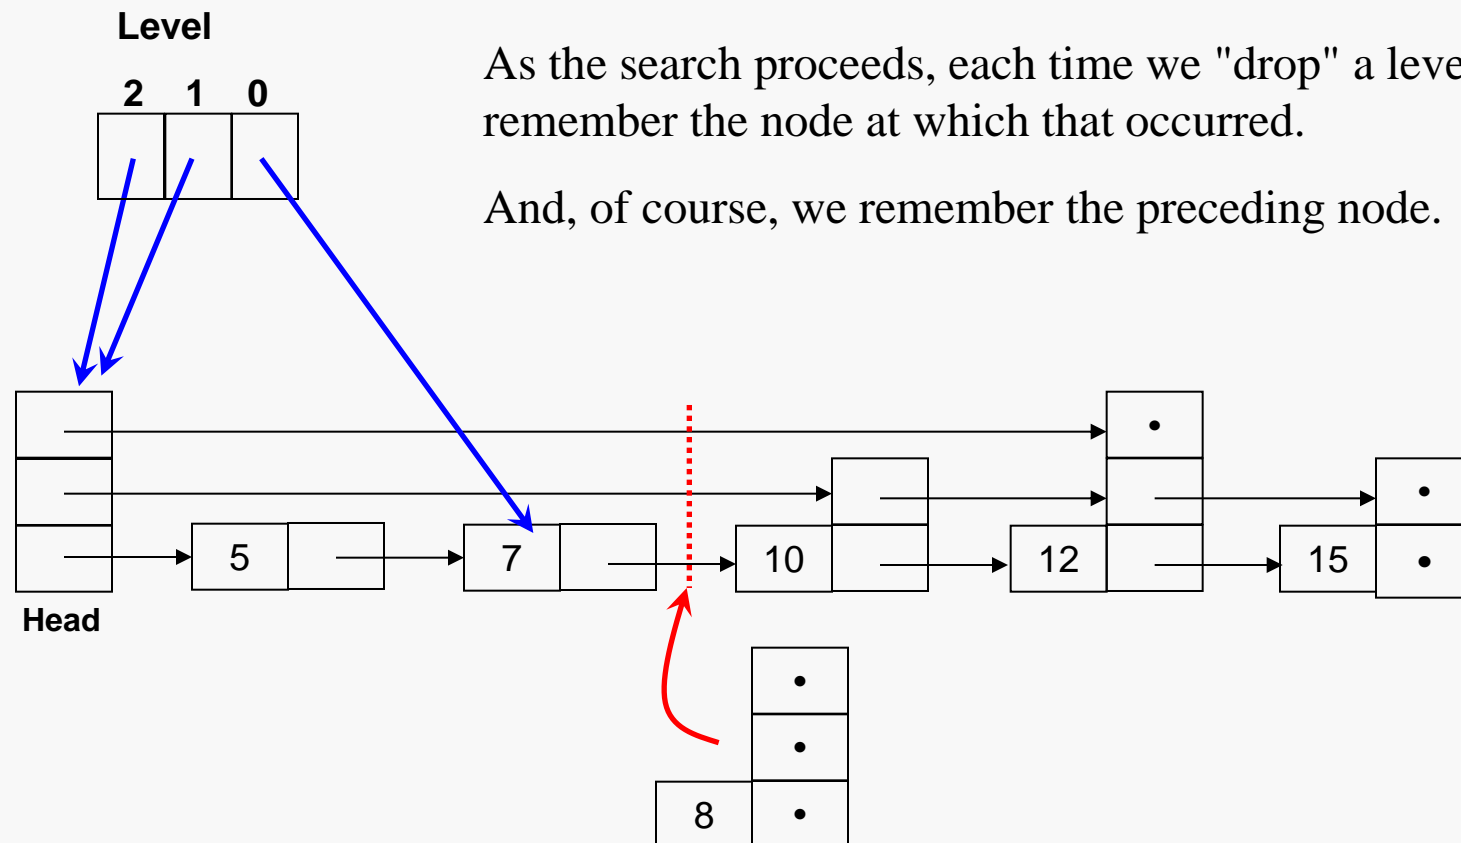 Level
2 1 0
As the search proceeds, each time we "drop" a leve
remember the node at which that occurred.
And, of course, we remember the preceding node.
5 7 10 12 15
Head
8